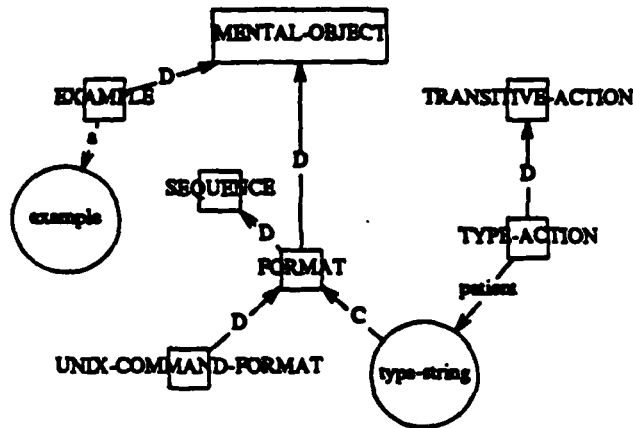 MENTAL-OBJECT
D
EXAMPLE
TRANSITIVE-ACTION
a
D
D
SEQUENCE
example
D
TYPE-ACTION
FORMAT
patient
D
C
UNIX-COMMAND-FORMAT
type-string